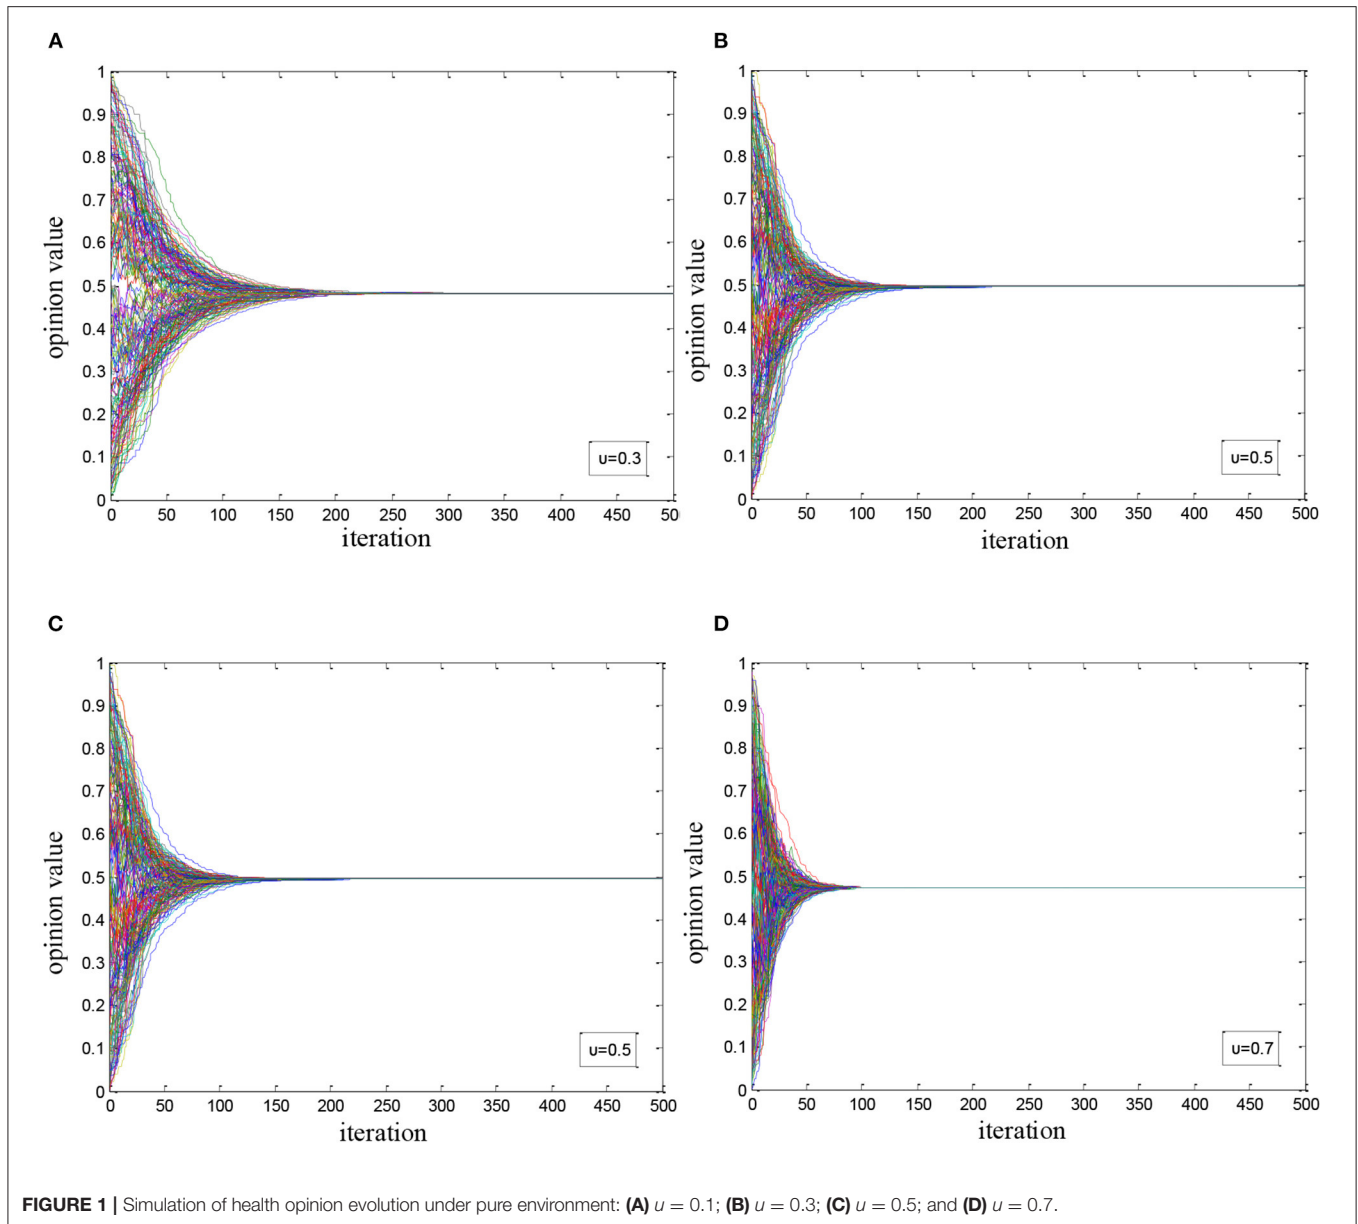 A
1
0.9
0.8
0.7
0.6
0.5
0.4
0.3
0.2
0.1
0
opinion value
υ=0.3
0 50 100 150 200 250 300 350 400 450 50
iteration
B
1
0.9
0.8
0.7
0.6
0.5
0.4
0.3
0.2
0.1
0
opinion value
υ=0.5
0 50 100 150 200 250 300 350 400 450 500
iteration
C
1
0.9
0.8
0.7
0.6
0.5
0.4
0.3
0.2
0.1
0
opinion value
υ=0.5
0 50 100 150 200 250 300 350 400 450 500
iteration
D
1
0.9
0.8
0.7
0.6
0.5
0.4
0.3
0.2
0.1
0
opinion value
υ=0.7
0 50 100 150 200 250 300 350 400 450 500
iteration
FIGURE 1 | Simulation of health opinion evolution under pure environment: (A) u = 0.1; (B) u = 0.3; (C) u = 0.5; and (D) u = 0.7.